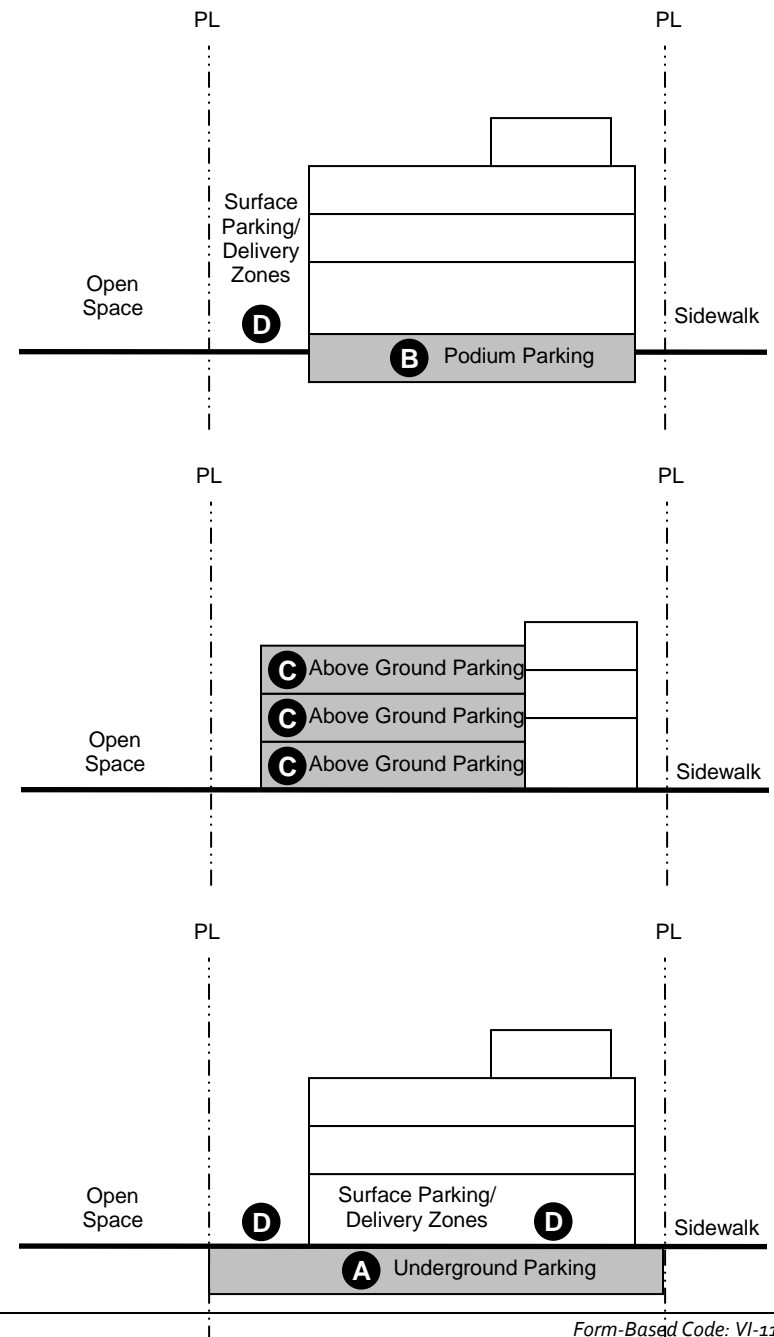 PL
PL
Surface
Parking/
Delivery
Zones
Open
Space
D
Sidewalk
B Podium Parking
PL
PL
C Above Ground Parking
C Above Ground Parking
C Above Ground Parking
Open
Space
Sidewalk
PL
PL
Open
Space
D
Surface Parking/
Delivery Zones
D
Sidewalk
A Underground Parking
Form-Based Code: VI-11